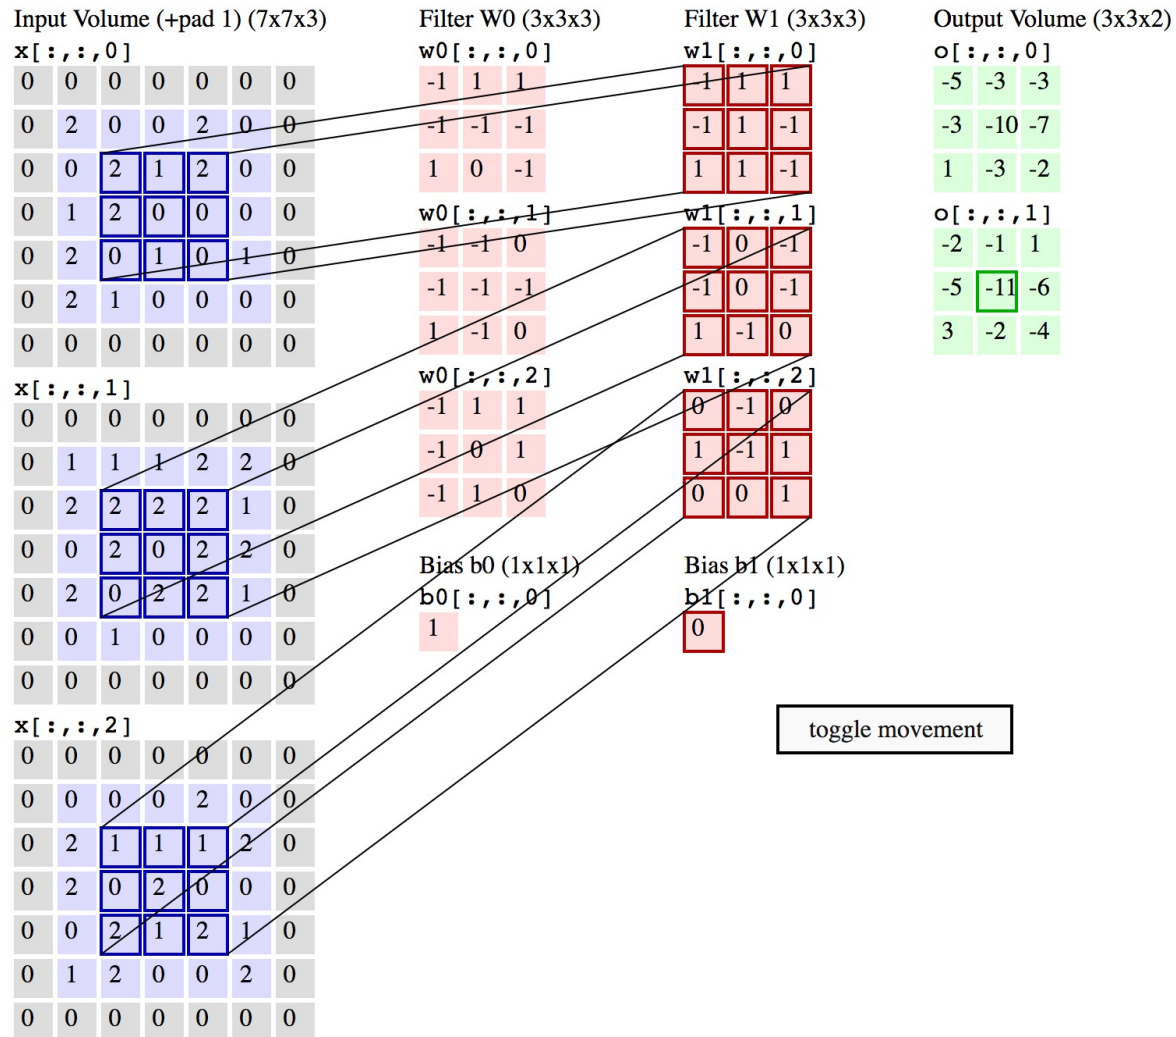 Input Volume (+pad 1) (7x7x3)
x[:,:,0]
0 0 0 0 0 0 0
0 2 0 0 2 0 0
0 0 2 1 2 0 0
0 1 2 0 0 0 0
0 2 0 1 0 1 0
0 2 1 0 0 0 0
0 0 0 0 0 0 0
x[:,:,1]
0 0 0 0 0 0 0
0 1 1 1 2 2 0
0 2 2 2 2 1 0
0 0 2 0 2 2 0
0 2 0 2 2 1 0
0 0 1 0 0 0 0
0 0 0 0 0 0 0
x[:,:,2]
0 0 0 0 0 0 0
0 0 0 0 2 0 0
0 2 1 1 1 2 0
0 2 0 2 0 0 0
0 0 2 1 2 1 0
0 1 2 0 0 2 0
0 0 0 0 0 0 0
Filter W0 (3x3x3)
w0[:,:,0]
-1 1 1
-1 -1 -1
1 0 -1
w0[:,:,1]
-1 -1 0
-1 -1 -1
1 -1 0
w0[:,:,2]
-1 1 1
-1 0 1
-1 1 0
Bias b0 (1x1x1)
b0[:,:,0]
1
Filter W1 (3x3x3)
w1[:,:,0]
-1 1 1
-1 1 -1
1 1 -1
w1[:,:,1]
-1 0 -1
-1 0 -1
1 -1 0
w1[:,:,2]
0 -1 0
1 -1 1
0 0 1
Bias b1 (1x1x1)
b1[:,:,0]
0
Output Volume (3x3x2)
o[:,:,0]
-5 -3 -3
-3 -10 -7
1 -3 -2
o[:,:,1]
-2 -1 1
-5 -11 -6
3 -2 -4
toggle movement